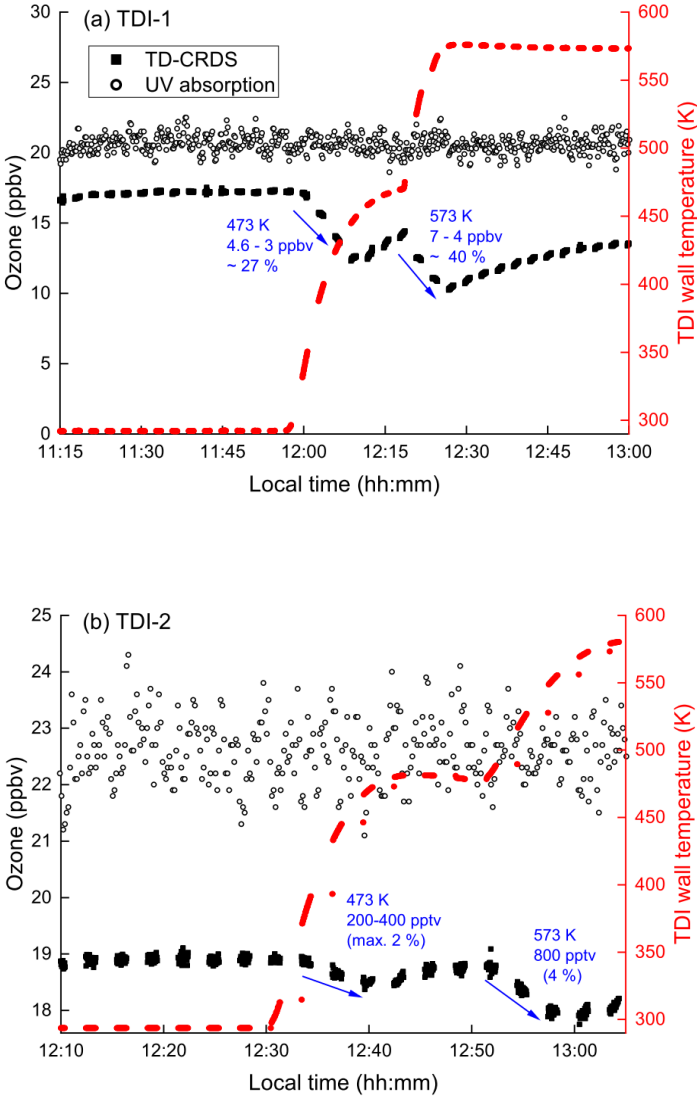 (a) TDI-1
TD-CRDS
UV absorption
30
25
20
15
10
5
0
Ozone (ppbv)
600
550
500
450
400
350
300
TDI wall temperature (K)
473 K
4.6 - 3 ppbv
~ 27 %
573 K
7 - 4 ppbv
~ 40 %
11:15 11:30 11:45 12:00 12:15 12:30 12:45 13:00
Local time (hh:mm)
(b) TDI-2
25
24
23
22
21
20
19
18
Ozone (ppbv)
600
550
500
450
400
350
300
TDI wall temperature (K)
473 K
200-400 pptv
(max. 2 %)
573 K
800 pptv
(4 %)
12:10 12:20 12:30 12:40 12:50 13:00
Local time (hh:mm)